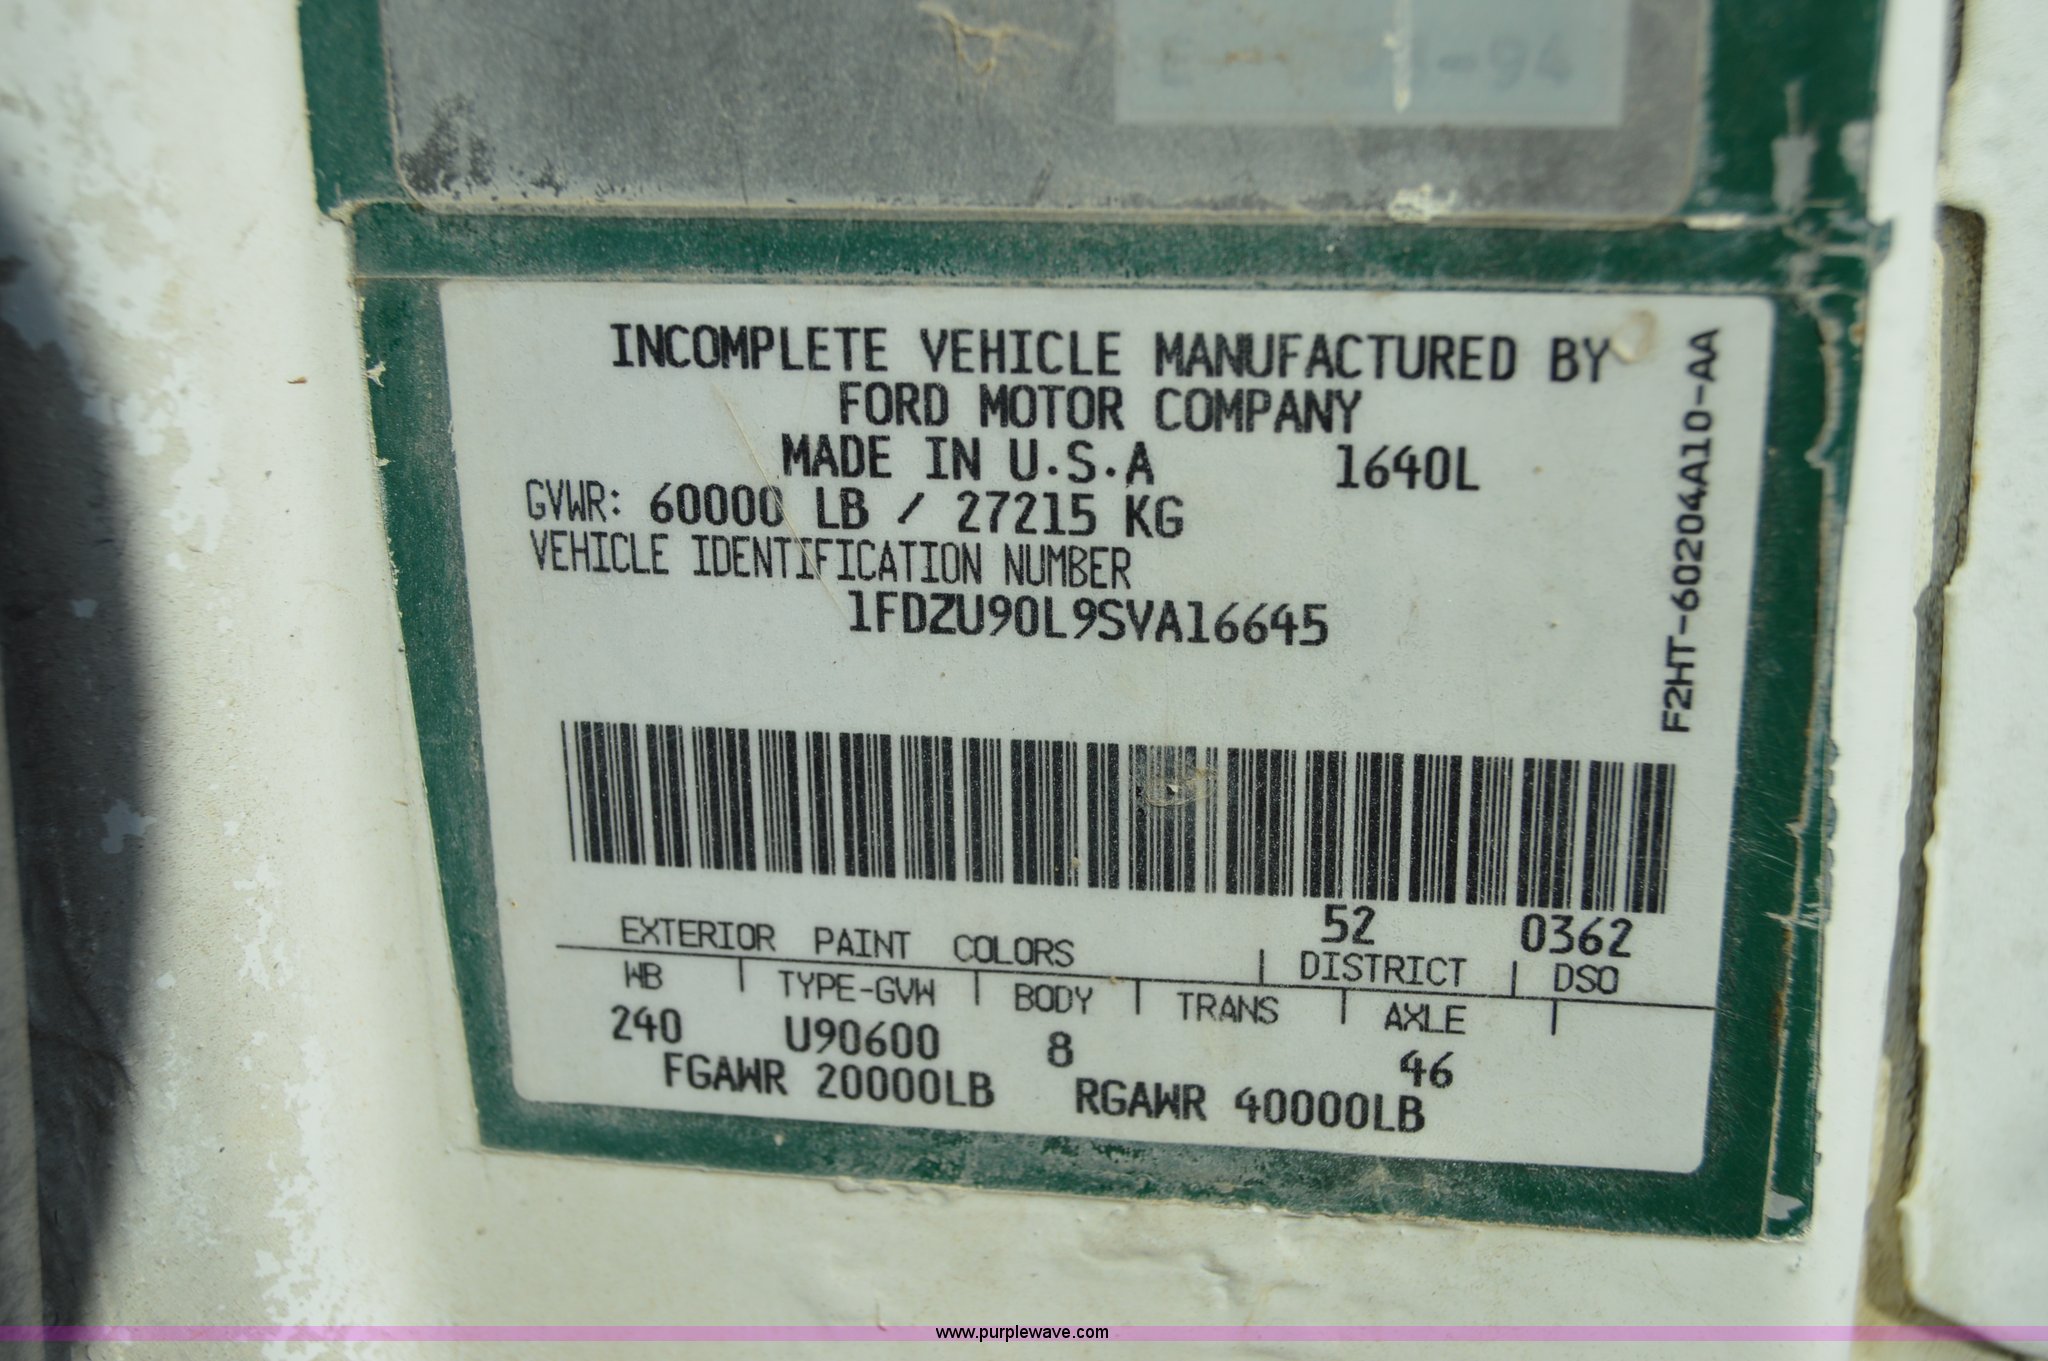 -94
INCOMPLETE VEHICLE MANUFACTURED BY
FORD MOTOR COMPANY
MADE IN U.S.A 1640L
GVWR: 60000 LB / 27215 KG
VEHICLE IDENTIFICATION NUMBER
1FDZU90L9SVA16645
F2HT-60204A10-AA
52 0362
EXTERIOR PAINT COLORS DISTRICT DSO
WB TYPE-GVW BODY TRANS AXLE
240 U90600 8 46
FGAWR 20000LB RGAWR 40000LB
www.purplewave.com